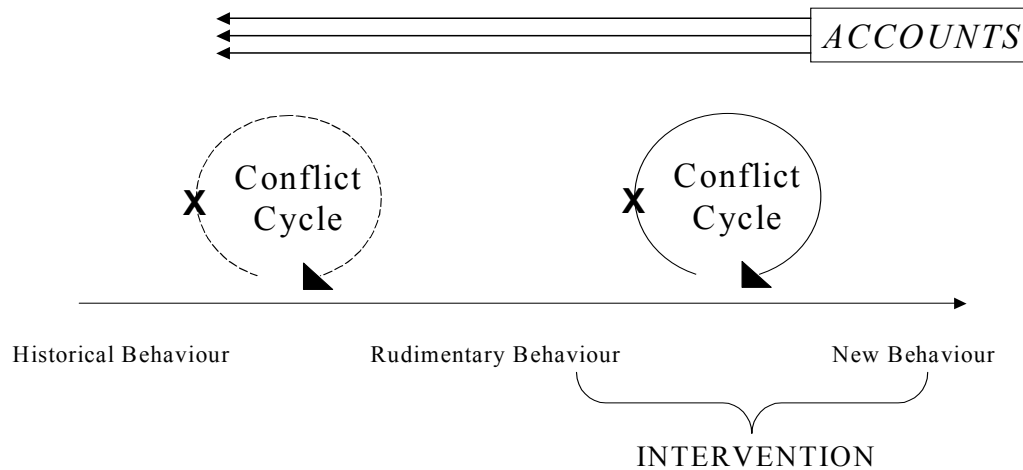 ACCOUNTS
Conflict
Cycle
X
Conflict
Cycle
X
Historical Behaviour
Rudimentary Behaviour
New Behaviour
INTERVENTION